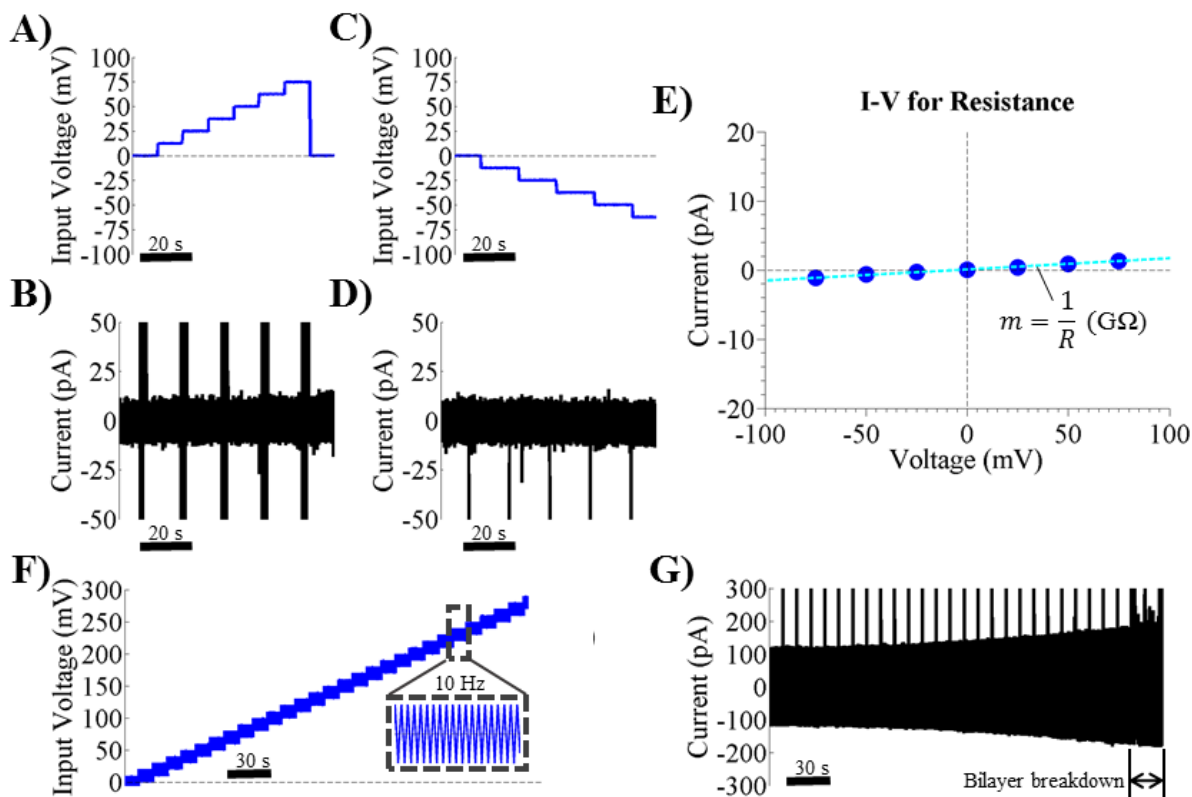 A)
Input Voltage (mV)
100
75
50
25
0
-25
-50
-75
-100
20 s
C)
Input Voltage (mV)
100
75
50
25
0
-25
-50
-75
-100
20 s
B)
Current (pA)
50
25
0
-25
-50
20 s
D)
Current (pA)
50
25
0
-25
-50
20 s
E)
I-V for Resistance
Currrent (pA)
20
10
0
-10
-20
m = 1/R (GΩ)
-100 -50 0 50 100
Voltage (mV)
F)
Input Voltage (mV)
300
250
200
150
100
50
0
10 Hz
30 s
G)
Current (pA)
300
200
100
0
-100
-200
-300
30 s
Bilayer breakdown